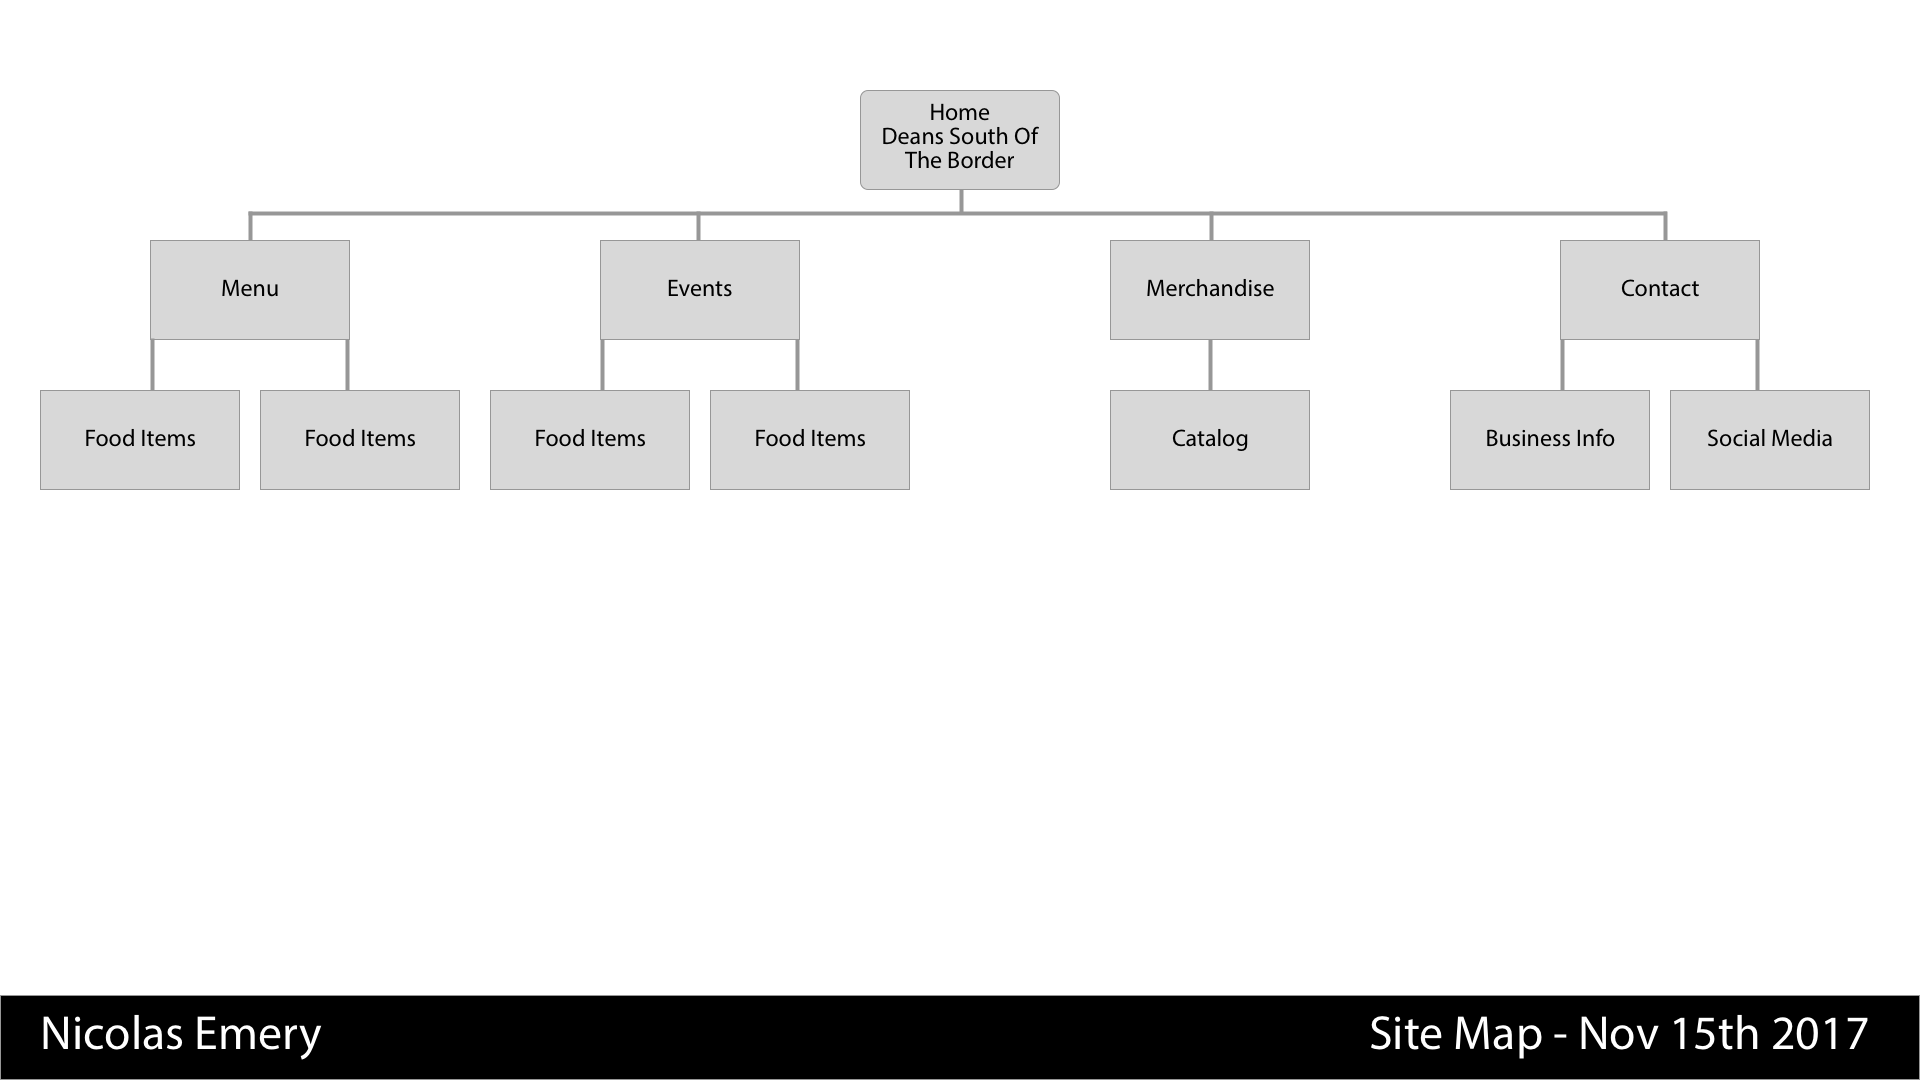 Home
Deans South Of
The Border
Menu
Events
Merchandise
Contact
Food Items
Food Items
Food Items
Food Items
Catalog
Business Info
Social Media
Nicolas Emery
Site Map - Nov 15th 2017